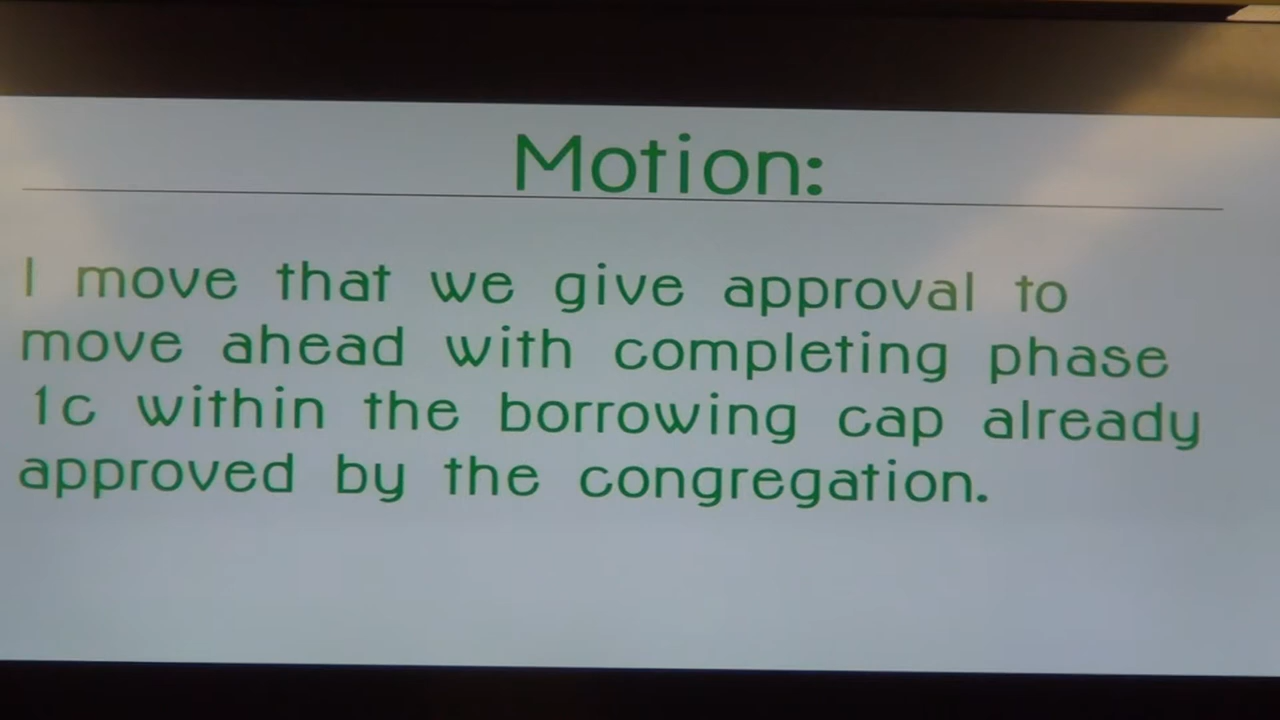 Motion:
I move that we give approval to
move ahead with completing phase
1c within the borrowing cap already
approved by the congregation.